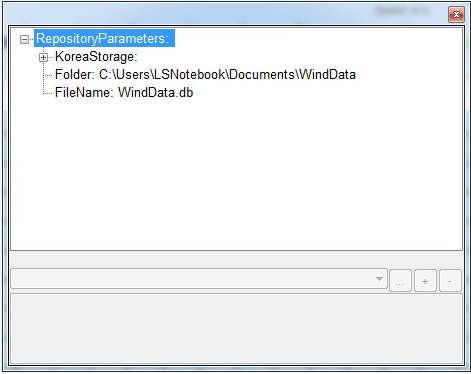 RepositoryParameters:
KoreaStorage:
Folder: C:\Users\LSNotebook\Documents\WindData
FileName: WindData.db
... + -